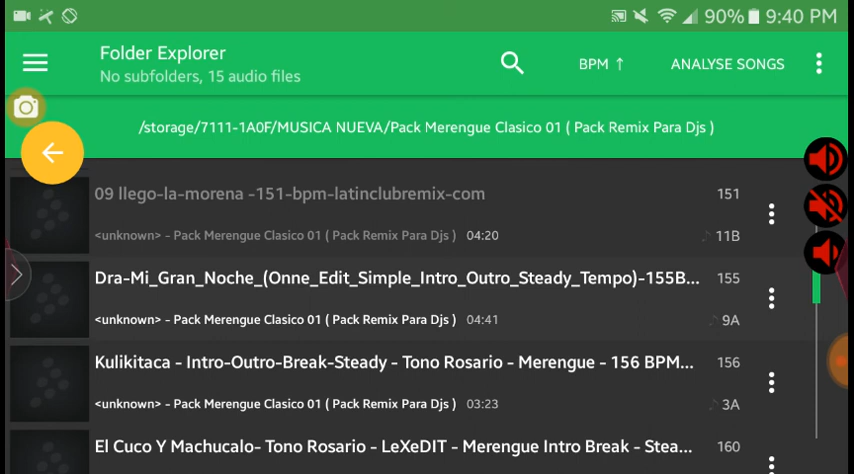 90% 9:40 PM
Folder Explorer
No subfolders, 15 audio files
BPM ↑
ANALYSE SONGS
/storage/7111-1A0F/MUSICA NUEVA/Pack Merengue Clasico 01 ( Pack Remix Para Djs )
09 llego-la-morena -151-bpm-latinclubremix-com 151
<unknown> - Pack Merengue Clasico 01 ( Pack Remix Para Djs ) 04:20 11B
Dra-Mi_Gran_Noche_(Onne_Edit_Simple_Intro_Outro_Steady_Tempo)-155B... 155
<unknown> - Pack Merengue Clasico 01 ( Pack Remix Para Djs ) 04:41 9A
Kulikitaca - Intro-Outro-Break-Steady - Tono Rosario - Merengue - 156 BPM... 156
<unknown> - Pack Merengue Clasico 01 ( Pack Remix Para Djs ) 03:23 3A
El Cuco Y Machucalo- Tono Rosario - LeXeDIT - Merengue Intro Break - Stea... 160